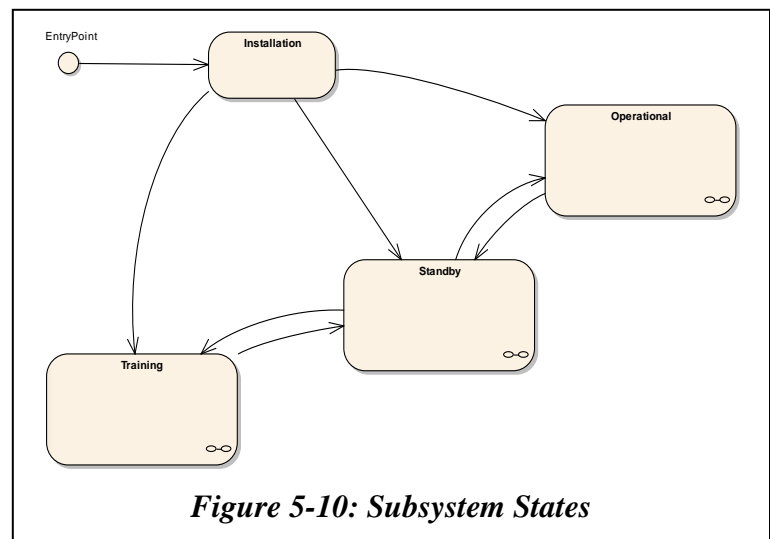 EntryPoint
Installation
Operational
Standby
Training
Figure 5-10: Subsystem States